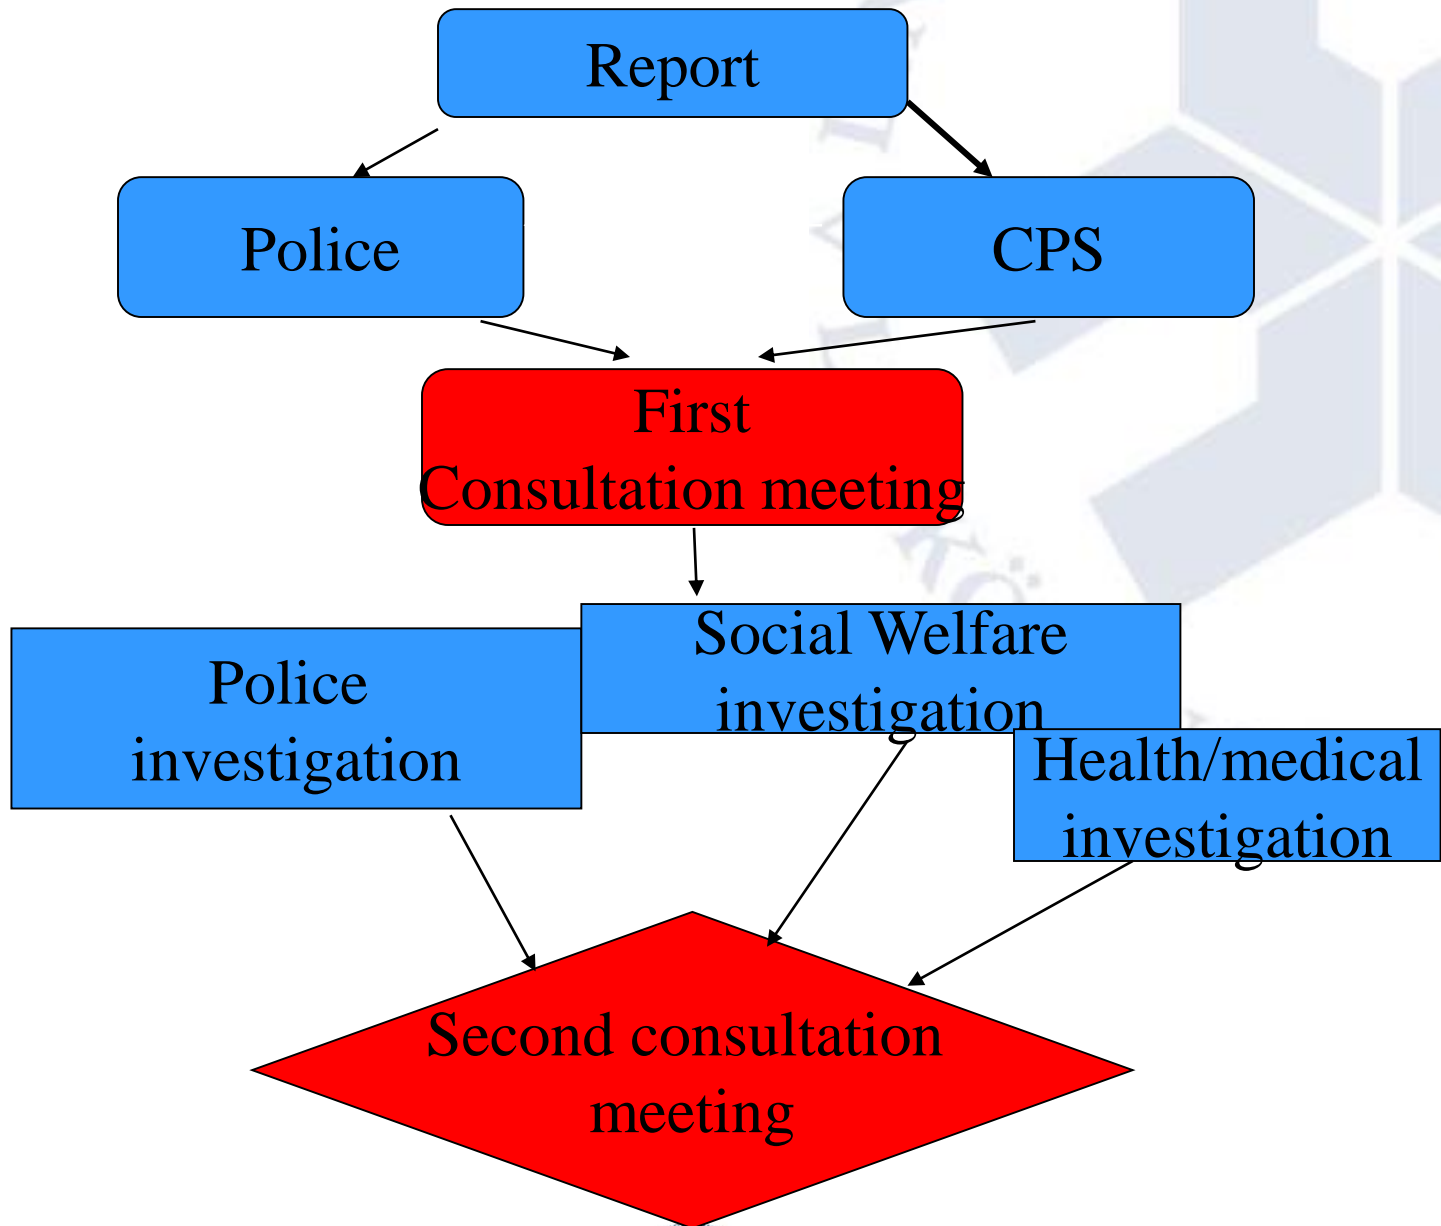 Report
Police
CPS
First
Consultation meeting
Social Welfare
investigation
Police
investigation
Health/medical
investigation
Second consultation
meeting